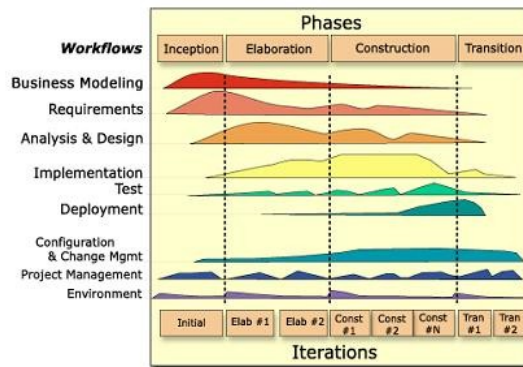 Phases
Workflows
Inception
Elaboration
Construction
Transition
Business Modeling
Requirements
Analysis & Design
Implementation
Test
Deployment
Configuration
& Change Mgmt
Project Management
Environment
Initial
Elab #1
Elab #2
Const
#1
Const
#2
Const
#N
Tran
#1
Tran
#2
Iterations